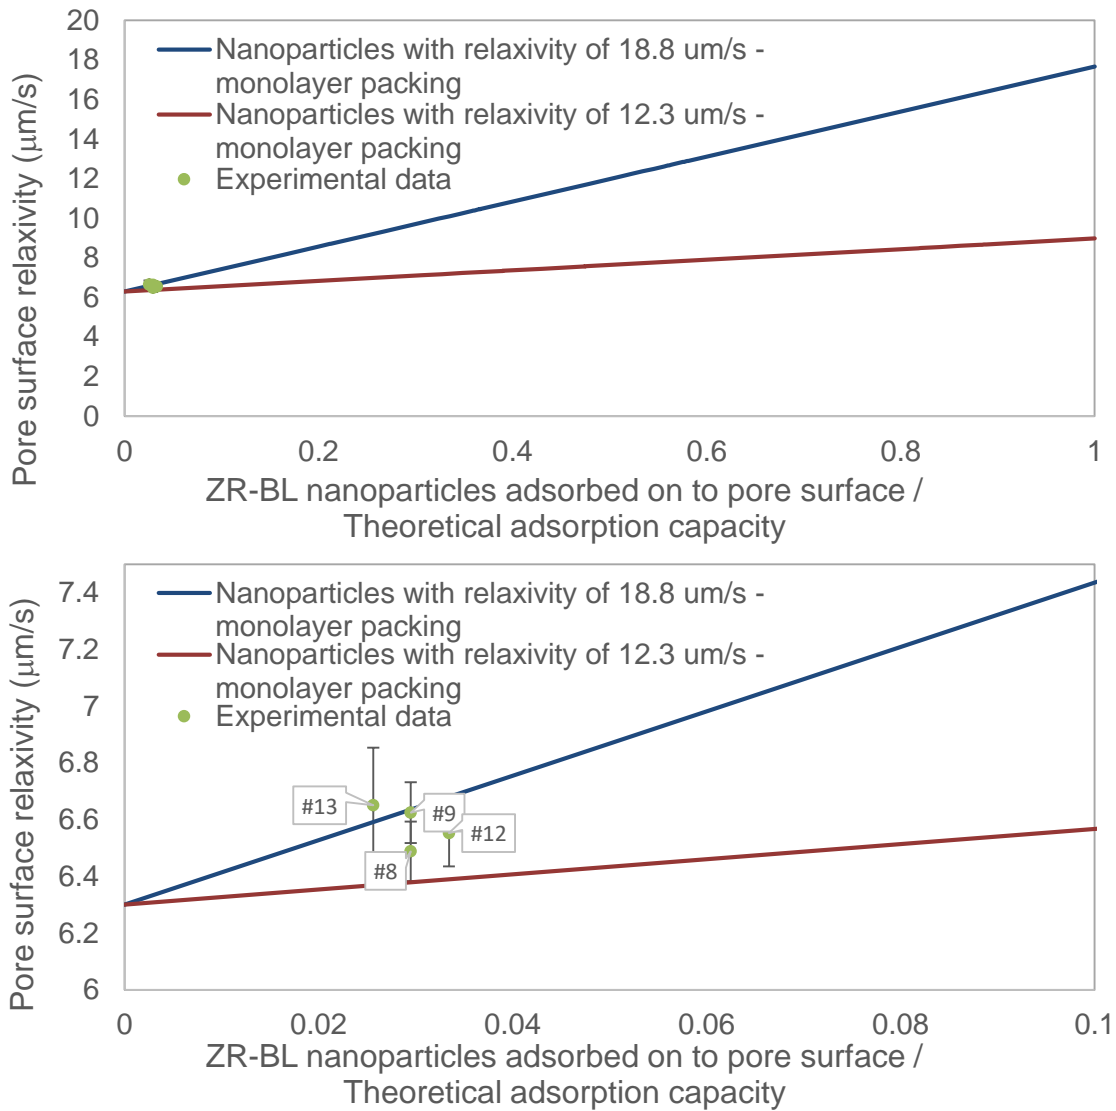 20
18
16
14
12
10
8
6
4
2
0
Pore surface relaxivity (μm/s)
Nanoparticles with relaxivity of 18.8 um/s -
monolayer packing
Nanoparticles with relaxivity of 12.3 um/s -
monolayer packing
Experimental data
0 0.2 0.4 0.6 0.8 1
ZR-BL nanoparticles adsorbed on to pore surface /
Theoretical adsorption capacity
7.4
7.2
7
6.8
6.6
6.4
6.2
6
Pore surface relaxivity (μm/s)
Nanoparticles with relaxivity of 18.8 um/s -
monolayer packing
Nanoparticles with relaxivity of 12.3 um/s -
monolayer packing
Experimental data
#13
#9
#12
#8
0 0.02 0.04 0.06 0.08 0.1
ZR-BL nanoparticles adsorbed on to pore surface /
Theoretical adsorption capacity